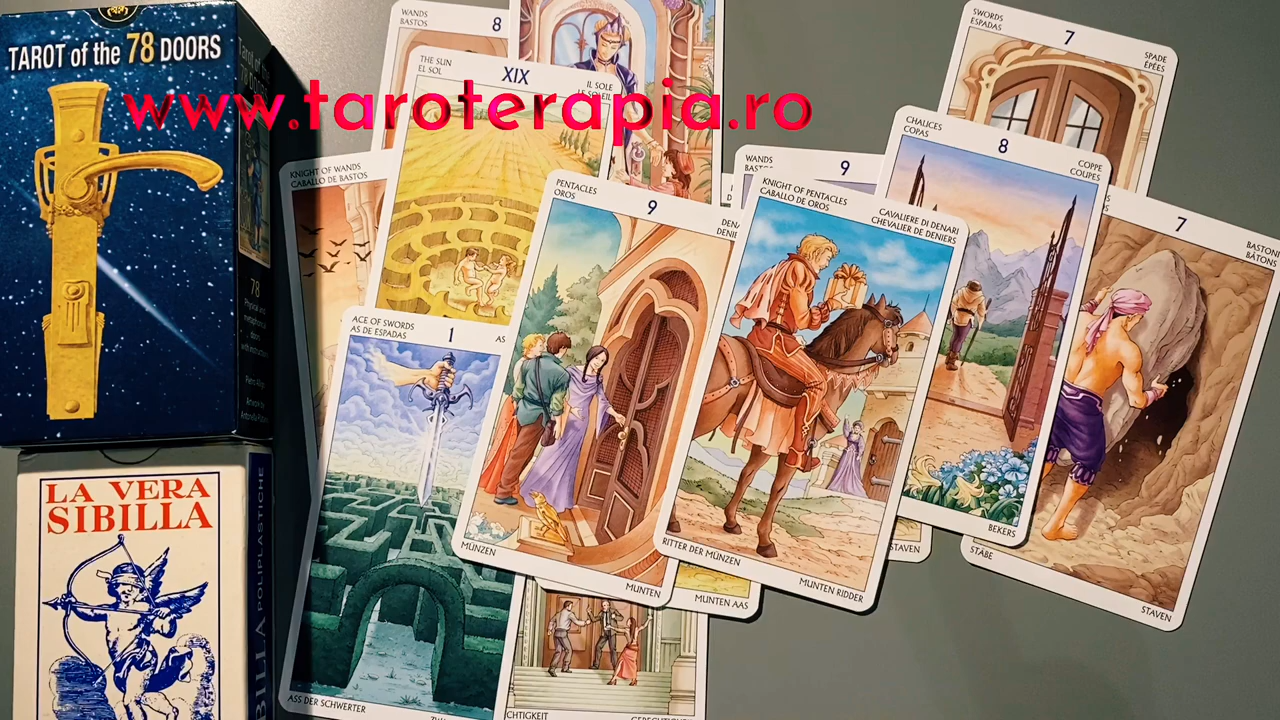 TAROT of the 78 DOORS
www.taroterapia.ro
78
LA VERA
SIBILLA
POLIPLASTICHE
WANDS
BASTOS
8
THE SUN
EL SOL
XIX
IL SOLE
LE SOLEIL
KNIGHT OF WANDS
CABALLO DE BASTOS
ACE OF SWORDS
AS DE ESPADAS
1
AS
ASS DER SCHWERTER
PENTACLES
OROS
9
MÜNZEN
MUNTEN
MUNTEN AAS
WANDS
9
STAVEN
KNIGHT OF PENTACLES
CABALLO DE OROS
CAVALIERE DI DENARI
CHEVALIER DE DENIERS
RITTER DER MÜNZEN
MUNTEN RIDDER
CHALICES
COPAS
8
COPPE
COUPES
BEKERS
SWORDS
ESPADAS
7
SPADE
ÉPÉES
7
BASTONI
BÂTONS
STÄBE
STAVEN